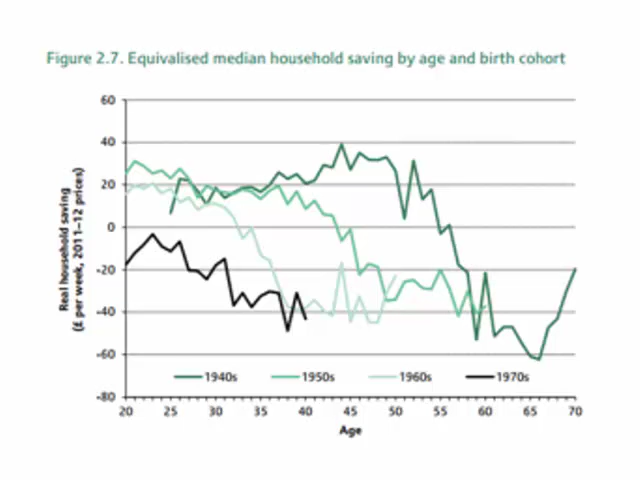 Figure 2.7. Equivalised median household saving by age and birth cohort
Real household saving
(£ per week, 2011–12 prices)
60
40
20
0
-20
-40
-60
-80
1940s 1950s 1960s 1970s
20 25 30 35 40 45 50 55 60 65 70
Age